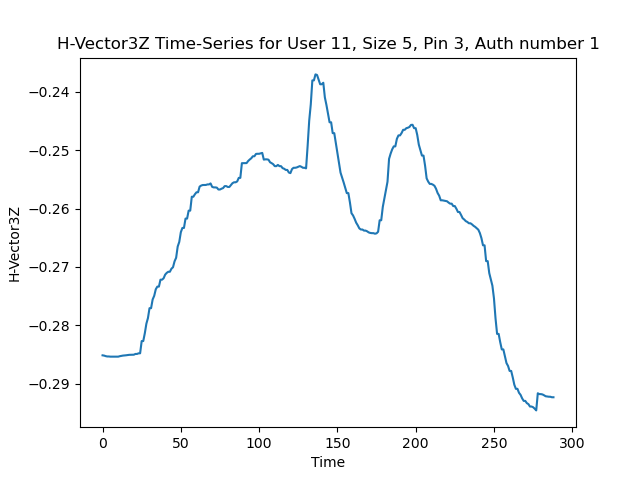 H-Vector3Z Time-Series for User 11, Size 5, Pin 3, Auth number 1
−0.24
−0.25
−0.26
−0.27
−0.28
−0.29
H-Vector3Z
0 50 100 150 200 250 300
Time